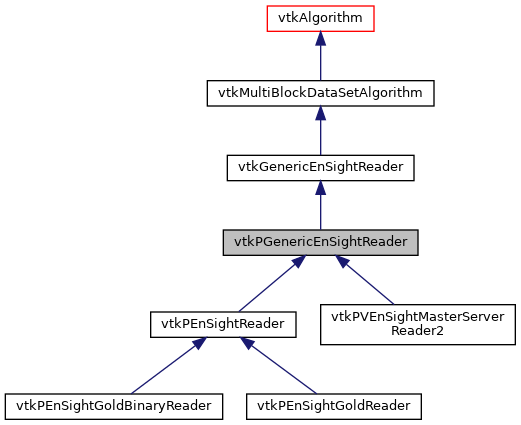 vtkAlgorithm
vtkMultiBlockDataSetAlgorithm
vtkGenericEnSightReader
vtkPGenericEnSightReader
vtkPEnSightReader
vtkPVEnSightMasterServer
Reader2
vtkPEnSightGoldBinaryReader
vtkPEnSightGoldReader